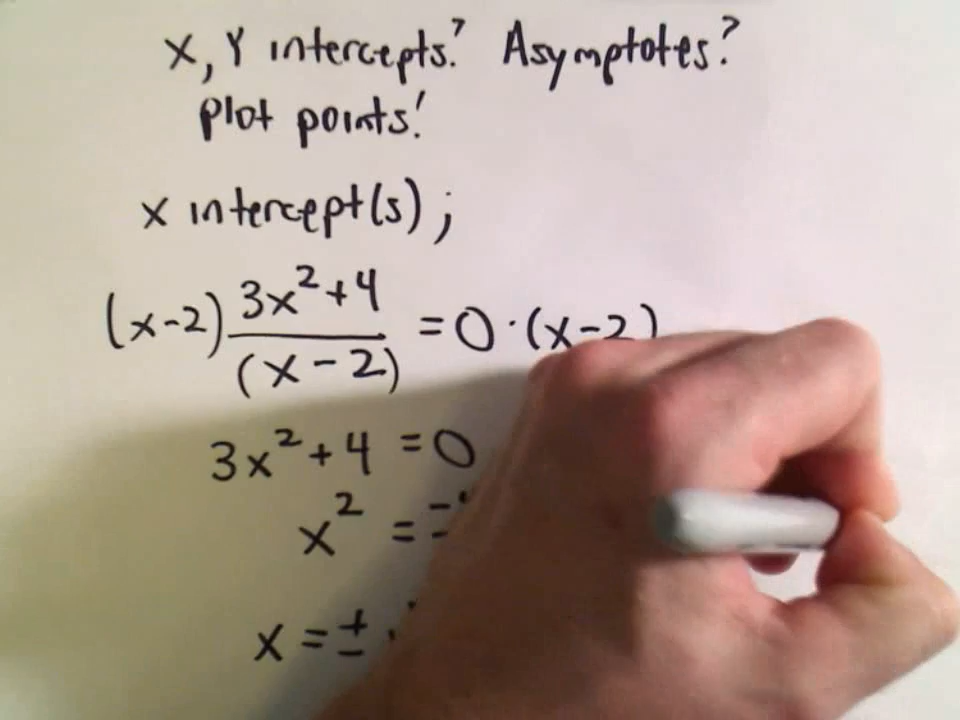 x, y intercepts? Asymptotes?
plot points!
x intercept(s);
(x-2) 3x²+4 / (x-2) = 0·(x-2)
3x²+4 = 0
x² = -
x = ±